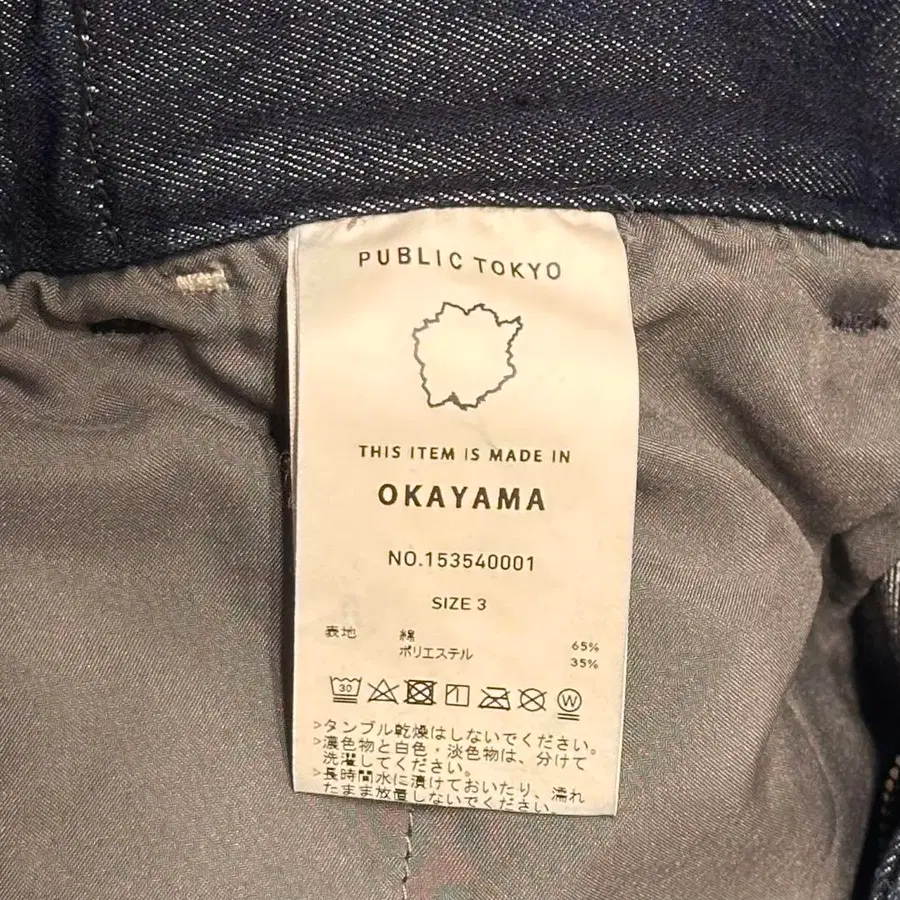 PUBLIC TOKYO
THIS ITEM IS MADE IN
OKAYAMA
NO.153540001
SIZE 3
表地 綿 65%
ポリエステル 35%
30
W
>タンブル乾燥はしないでください。
>濃色物と白色・淡色物は、分けて
洗濯してください。
>長時間水に漬けておいたり、濡れ
たまま放置しないでください。